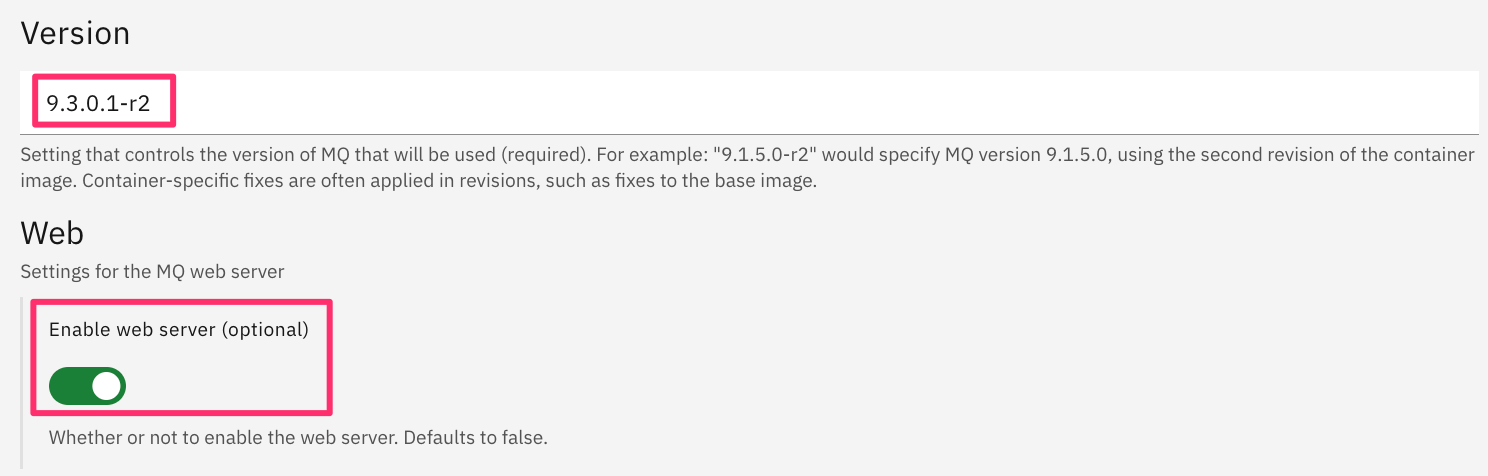 Version
9.3.0.1-r2
Setting that controls the version of MQ that will be used (required). For example: "9.1.5.0-r2" would specify MQ version 9.1.5.0, using the second revision of the container
image. Container-specific fixes are often applied in revisions, such as fixes to the base image.
Web
Settings for the MQ web server
Enable web server (optional)
Whether or not to enable the web server. Defaults to false.